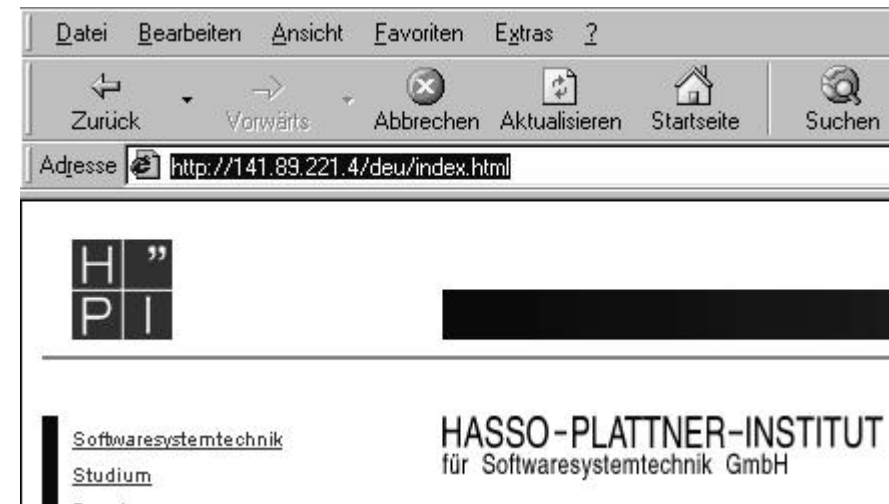 Datei Bearbeiten Ansicht Favoriten Extras ?
Zurück Vorwärts Abbrechen Aktualisieren Startseite Suchen
Adresse http://141.89.221.4/deu/index.html
H ”
P I
HASSO-PLATTNER-INSTITUT
für Softwaresystemtechnik GmbH
Softwaresystemtechnik
Studium